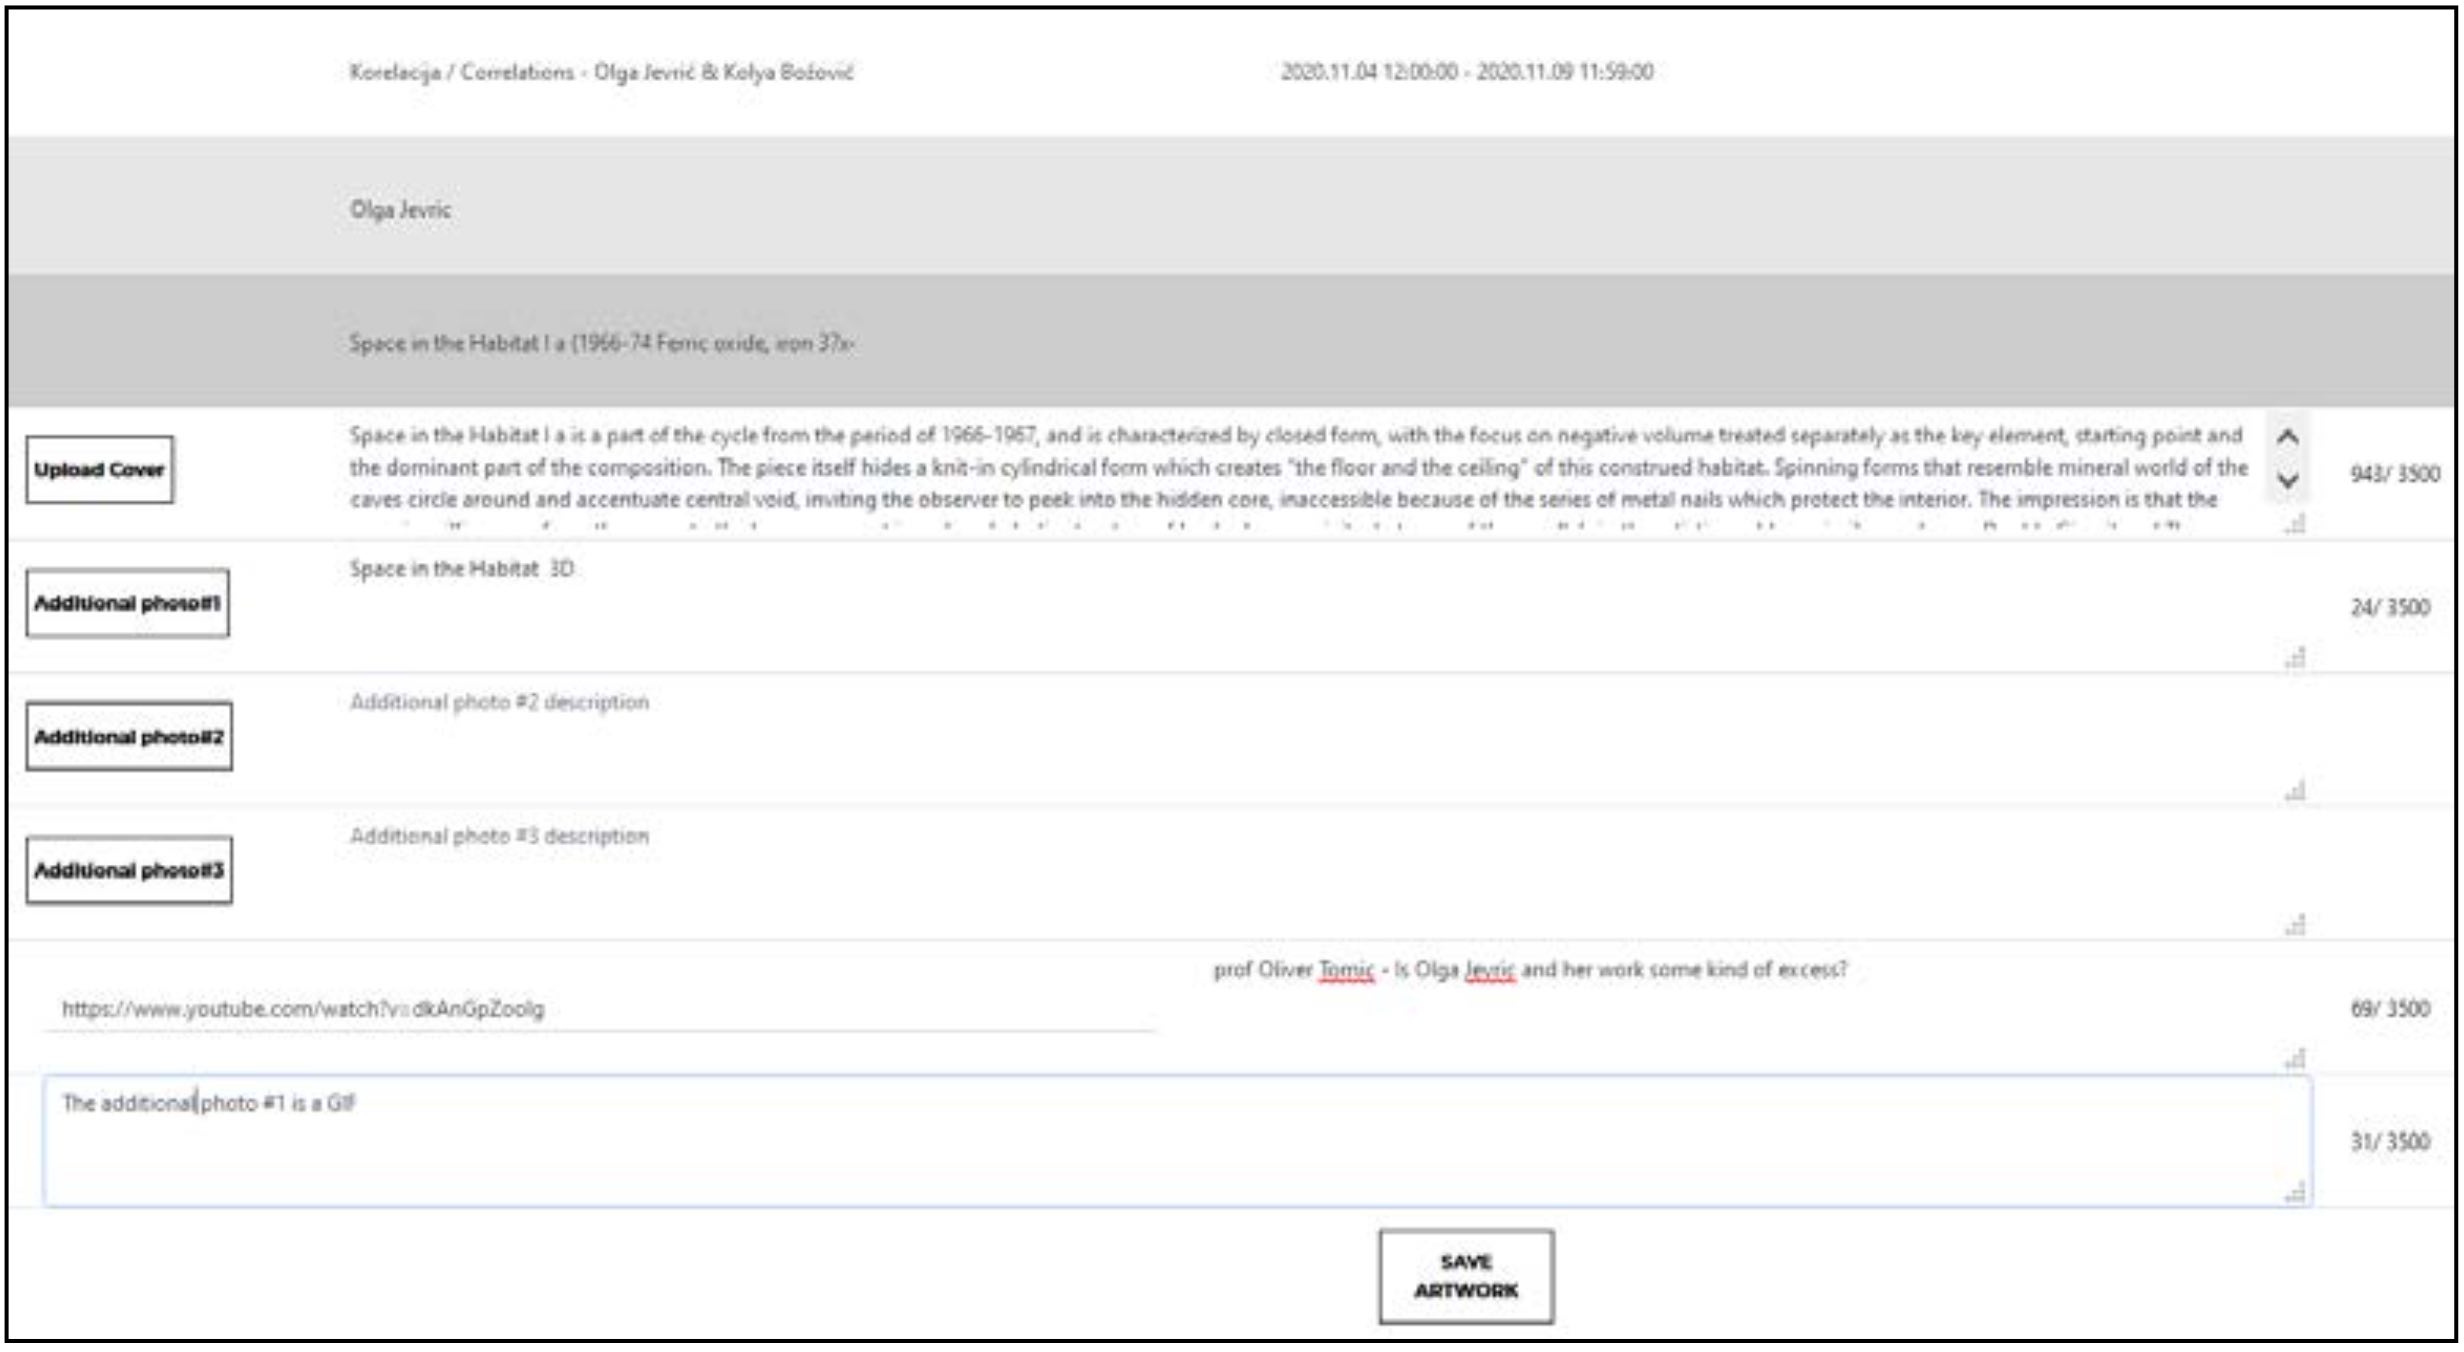 Korelacija / Correlations - Olga Jevrić & Kolya Božović
2020.11.04 12:00:00 - 2020.11.09 11:59:00
Olga Jevric
Space in the Habitat I a (1966-74 Ferric oxide, iron 37x-
Upload Cover
Space in the Habitat I a is a part of the cycle from the period of 1966-1967, and is characterized by closed form, with the focus on negative volume treated separately as the key element, starting point and
the dominant part of the composition. The piece itself hides a knit-in cylindrical form which creates "the floor and the ceiling" of this construed habitat. Spinning forms that resemble mineral world of the
caves circle around and accentuate central void, inviting the observer to peek into the hidden core, inaccessible because of the series of metal nails which protect the interior. The impression is that the
943/ 3500
Additional photo#1
Space in the Habitat 3D
24/ 3500
Additional photo#2
Additional photo #2 description
Additional photo#3
Additional photo #3 description
prof Oliver Tomic - Is Olga Jevric and her work some kind of excess?
https://www.youtube.com/watch?v=dkAnGpZooIg
69/ 3500
The additional photo #1 is a GIF
31/ 3500
SAVE
ARTWORK